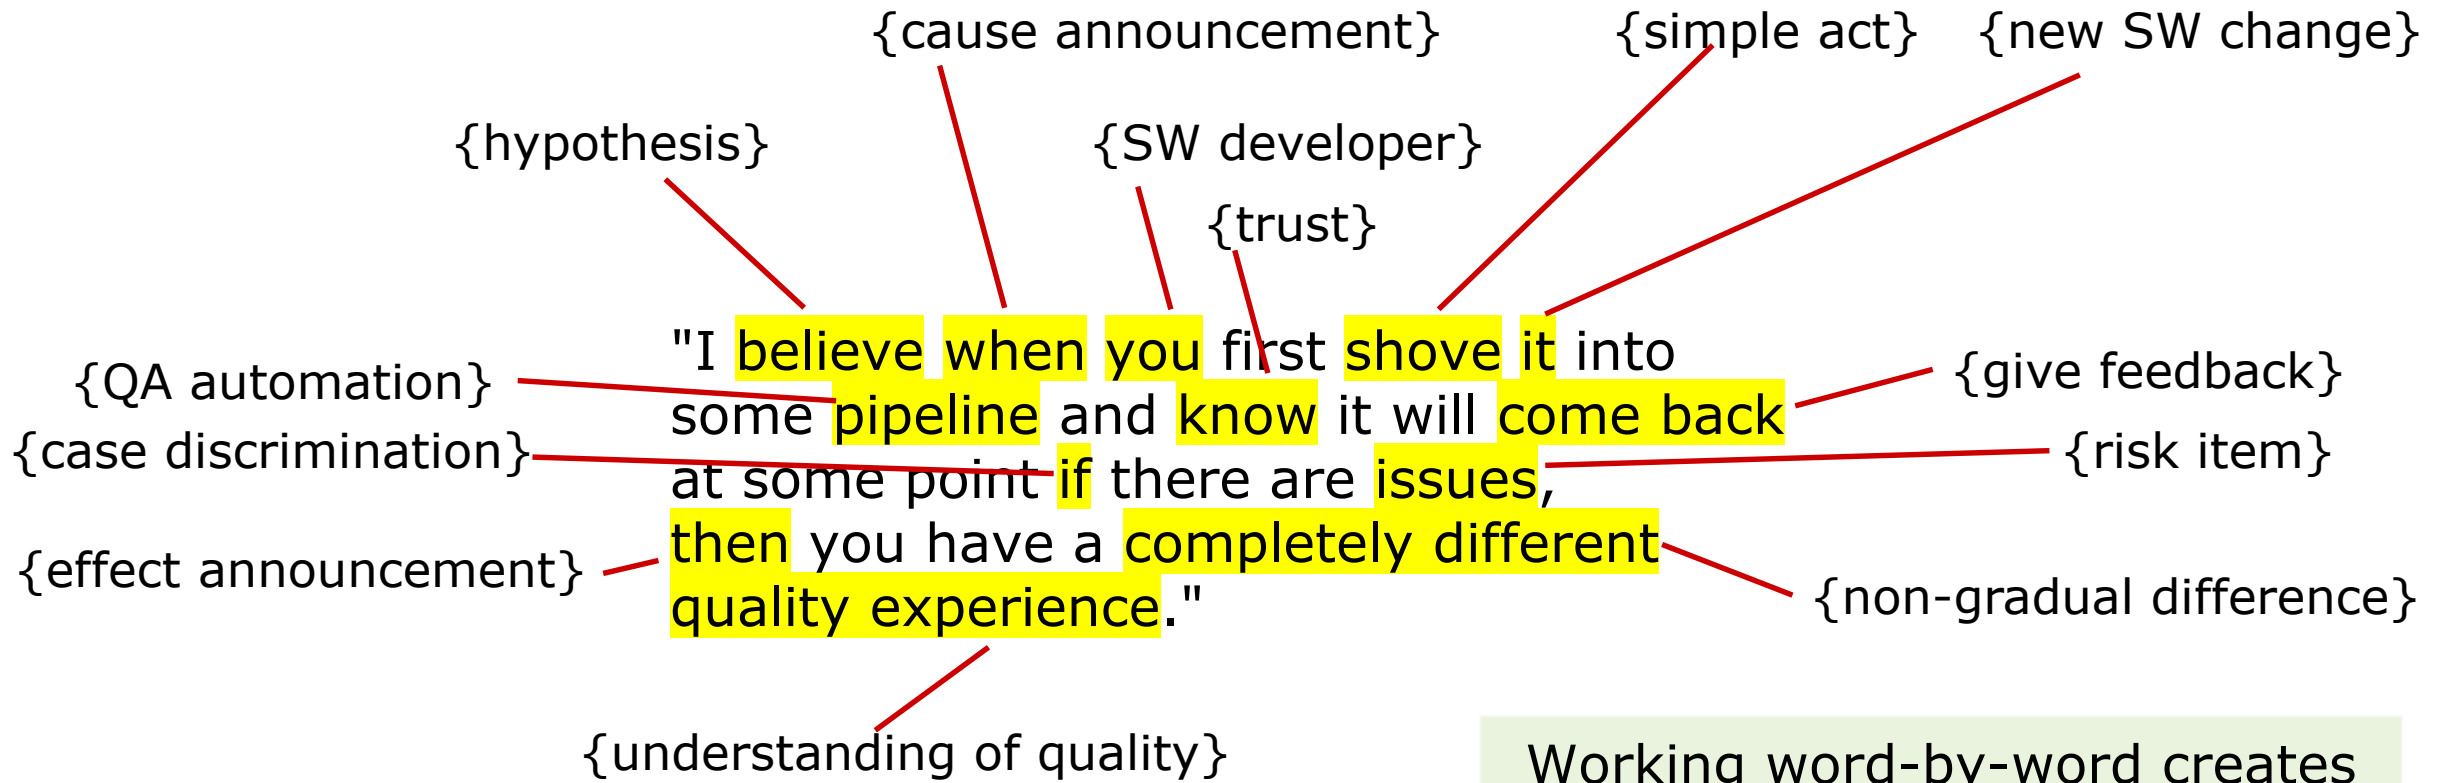 {cause announcement} {simple act} {new SW change}
{hypothesis} {SW developer}
{trust}
"I believe when you first shove it into
{QA automation} {give feedback}
some pipeline and know it will come back
{case discrimination} {risk item}
at some point if there are issues,
then you have a completely different
{effect announcement} {non-gradual difference}
quality experience."
{understanding of quality}
Working word-by-word creates